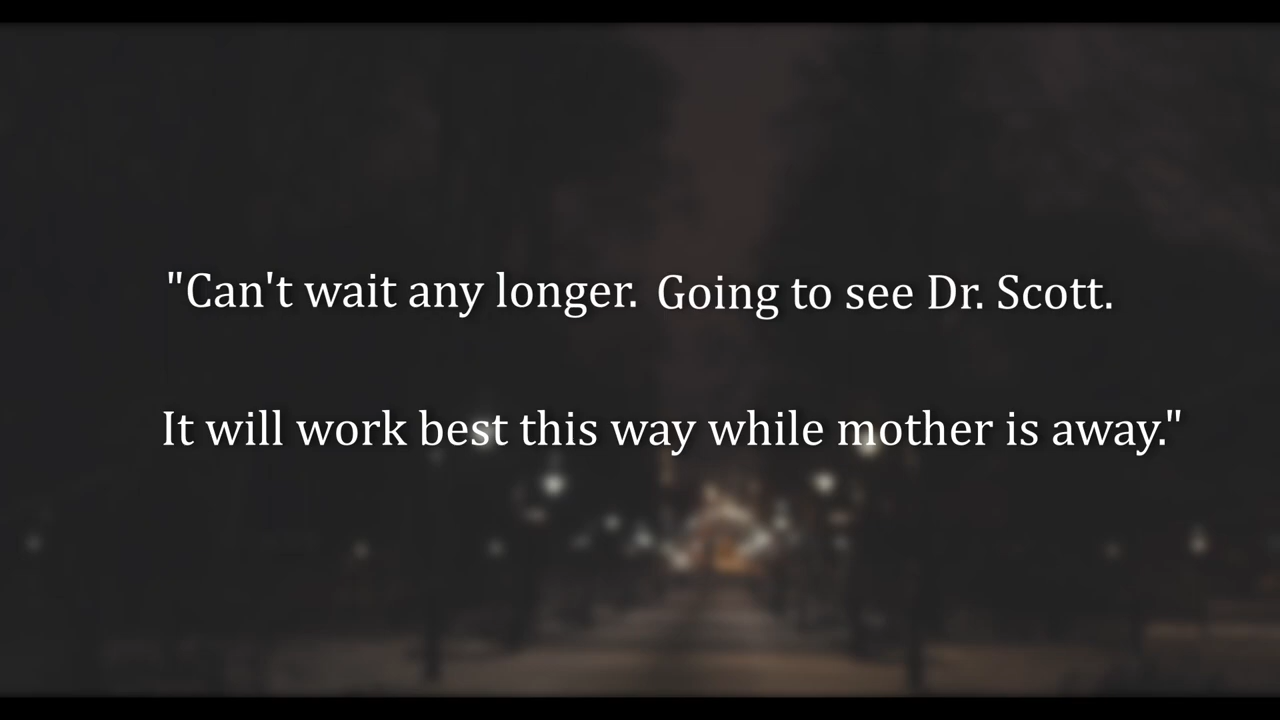 "Can't wait any longer. Going to see Dr. Scott.
It will work best this way while mother is away."